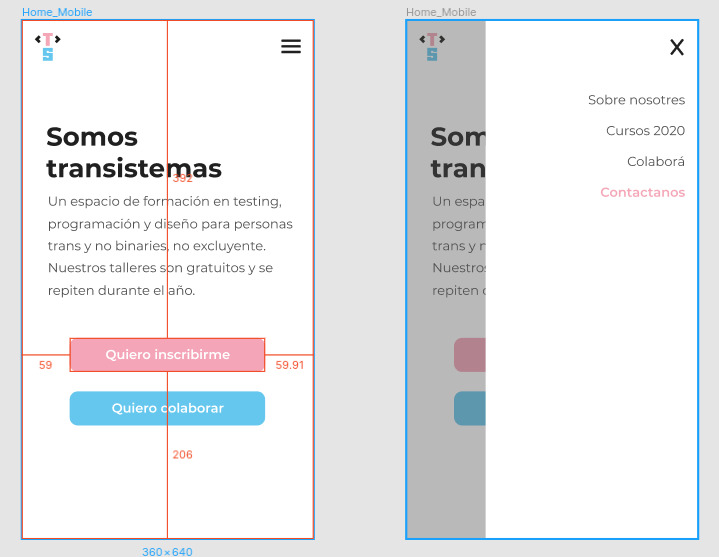 Home_Mobile
<T>
S
Somos
transistemas
392
Un espacio de formación en testing,
programación y diseño para personas
trans y no binaries, no excluyente.
Nuestros talleres son gratuitos y se
repiten durante el año.
Quiero inscribirme
59
59.91
Quiero colaborar
206
360 × 640
Home_Mobile
<T>
S
X
Sobre nosotres
Cursos 2020
Colaborá
Contactanos
Som
tran
Un espa
program
trans y n
Nuestros
repiten